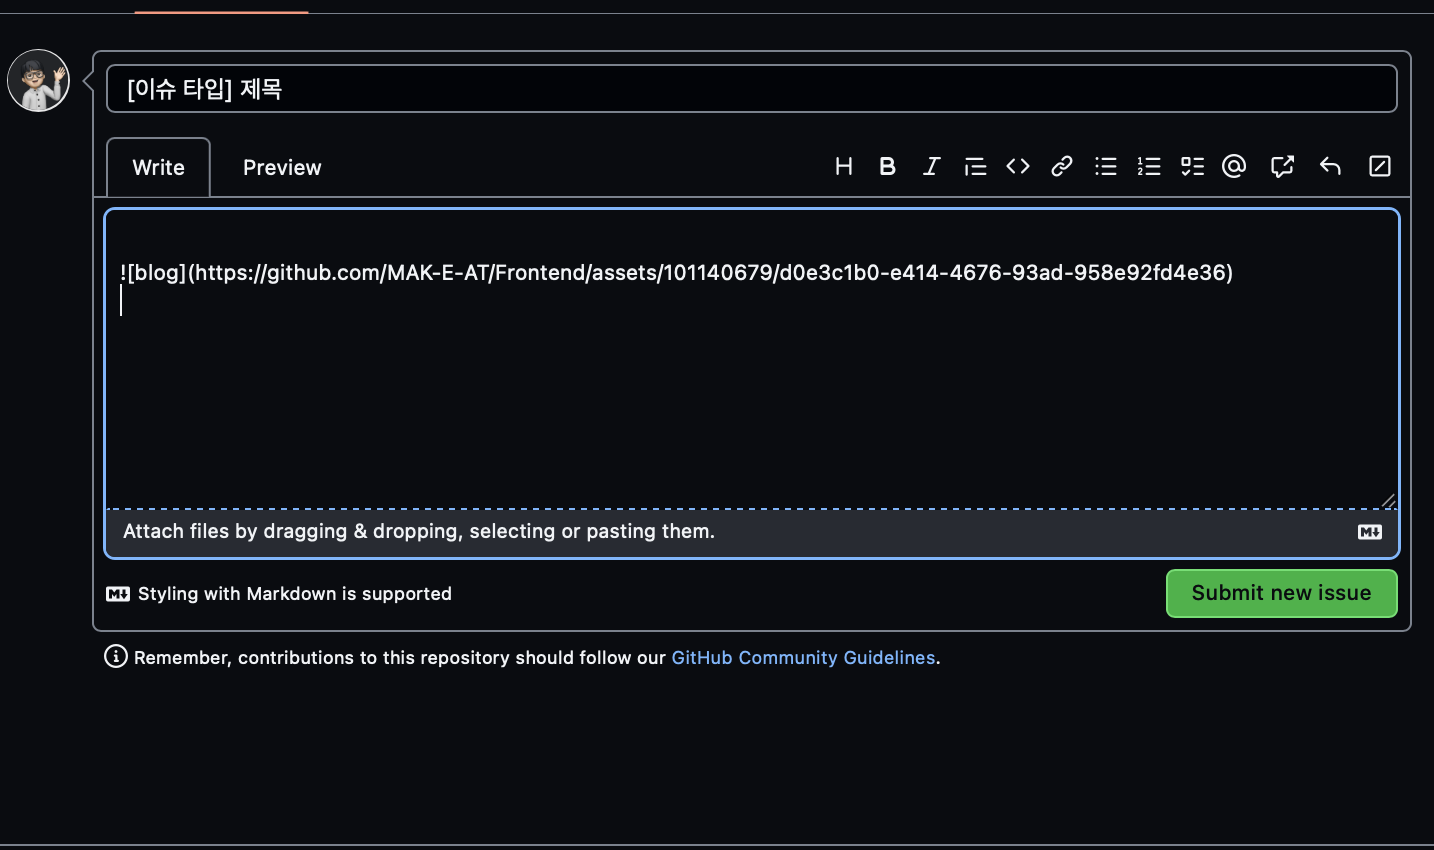 [이슈 타입] 제목
Write Preview
![blog](https://github.com/MAK-E-AT/Frontend/assets/101140679/d0e3c1b0-e414-4676-93ad-958e92fd4e36)
Attach files by dragging & dropping, selecting or pasting them.
Styling with Markdown is supported
Submit new issue
Remember, contributions to this repository should follow our GitHub Community Guidelines.